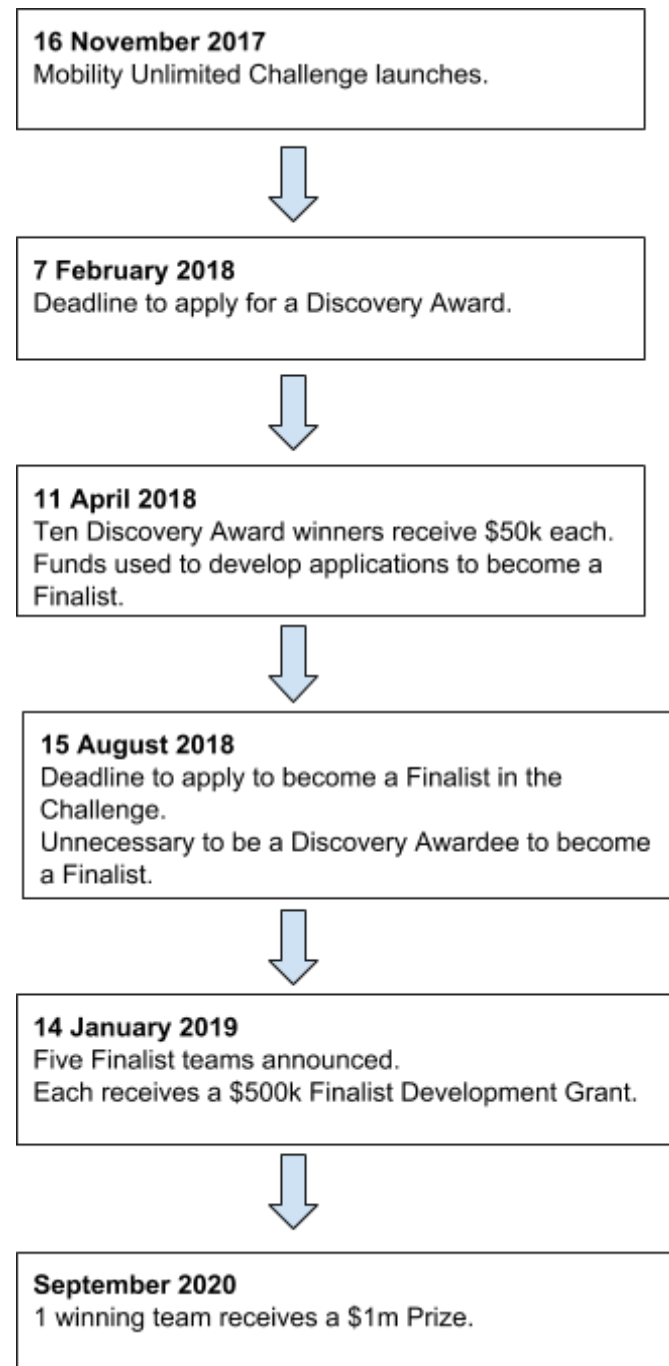 16 November 2017
Mobility Unlimited Challenge launches.
7 February 2018
Deadline to apply for a Discovery Award.
11 April 2018
Ten Discovery Award winners receive $50k each.
Funds used to develop applications to become a
Finalist.
15 August 2018
Deadline to apply to become a Finalist in the
Challenge.
Unnecessary to be a Discovery Awardee to become
a Finalist.
14 January 2019
Five Finalist teams announced.
Each receives a $500k Finalist Development Grant.
September 2020
1 winning team receives a $1m Prize.